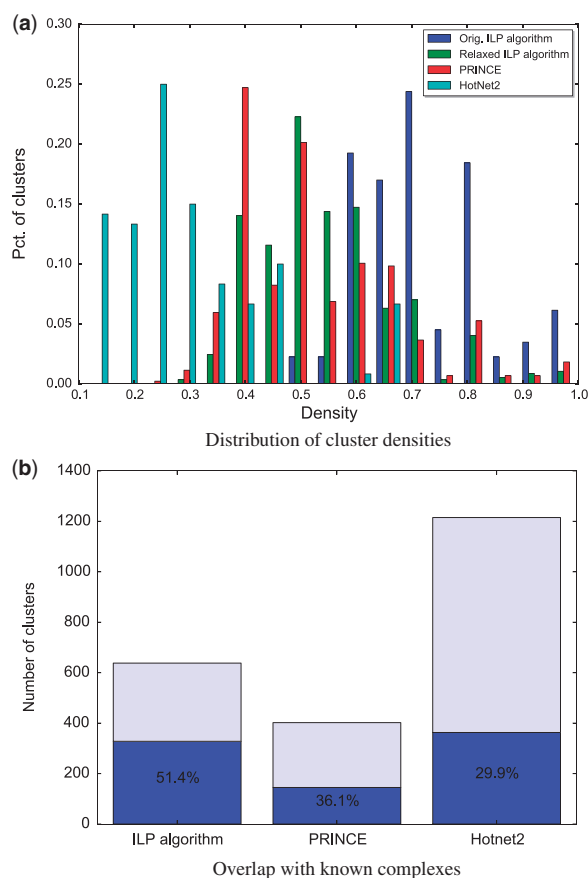 (a)
0.30
0.25
0.20
0.15
0.10
0.05
0.00
Pct. of clusters
Orig. ILP algorithm
Relaxed ILP algorithm
PRINCE
HotNet2
0.1 0.2 0.3 0.4 0.5 0.6 0.7 0.8 0.9 1.0
Density
Distribution of cluster densities
(b)
1400
1200
1000
800
600
400
200
0
Number of clusters
51.4%
36.1%
29.9%
ILP algorithm PRINCE Hotnet2
Overlap with known complexes